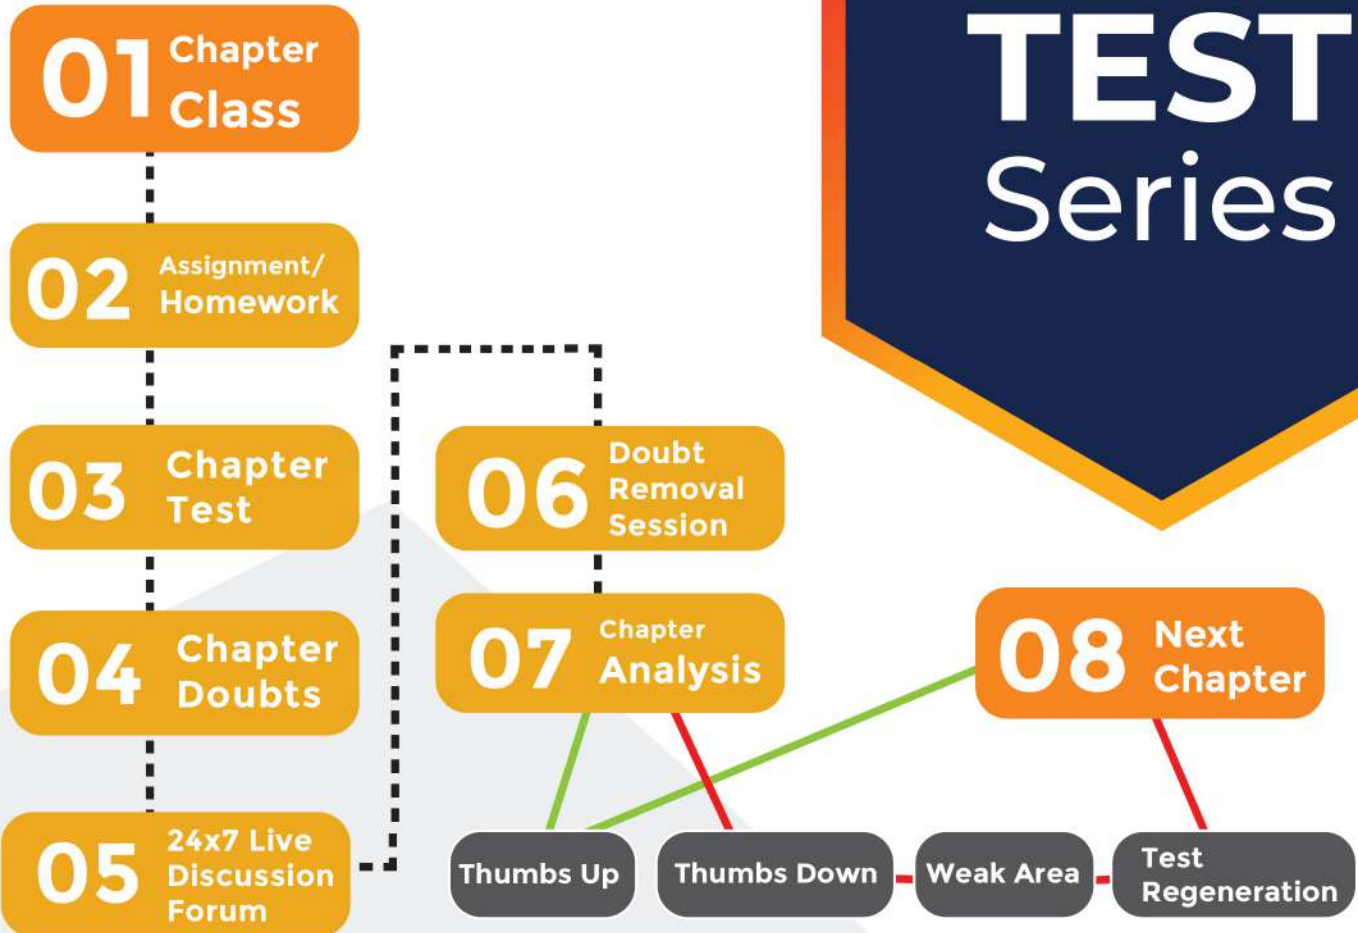 TEST
Series
01 Chapter
Class
02 Assignment/
Homework
03 Chapter
Test
04 Chapter
Doubts
05 24x7 Live
Discussion
Forum
06 Doubt
Removal
Session
07 Chapter
Analysis
08 Next
Chapter
Thumbs Up
Thumbs Down
Weak Area
Test
Regeneration